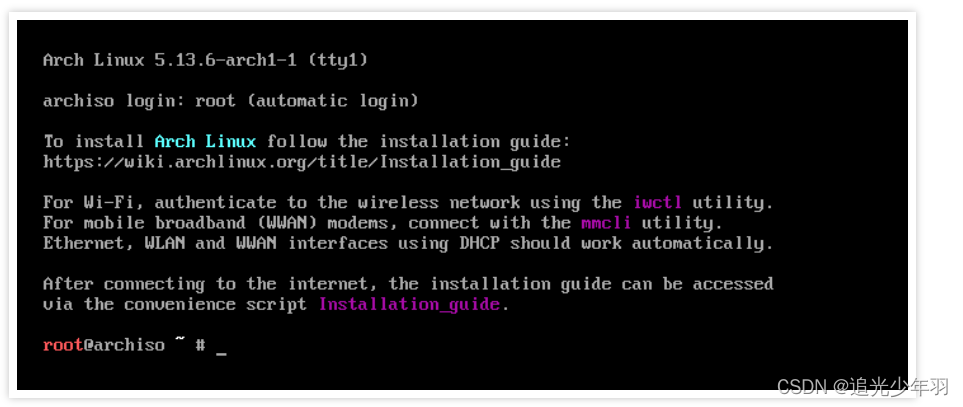 Arch Linux 5.13.6-arch1-1 (tty1)
archiso login: root (automatic login)
To install Arch Linux follow the installation guide:
https://wiki.archlinux.org/title/Installation_guide
For Wi-Fi, authenticate to the wireless network using the iwctl utility.
For mobile broadband (WWAN) modems, connect with the mmcli utility.
Ethernet, WLAN and WWAN interfaces using DHCP should work automatically.
After connecting to the internet, the installation guide can be accessed
via the convenience script Installation_guide.
root@archiso ~ # _
CSDN @追光少年羽